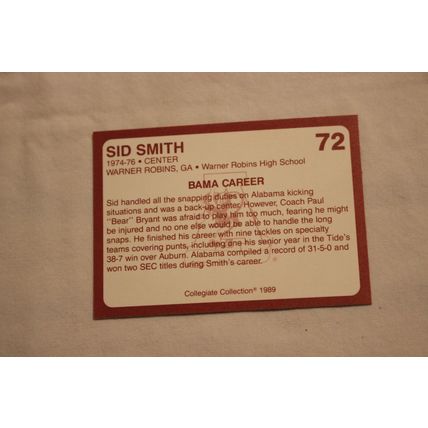 SID SMITH
72
1974-76 • CENTER
WARNER ROBINS, GA • Warner Robins High School
BAMA CAREER
Sid handled all the snapping duties on Alabama kicking
situations and was a back-up center. However, Coach Paul
"Bear" Bryant was afraid to play him too much, fearing he might
be injured and no one else would be able to handle the long
snaps. He finished his career with nine tackles on specialty
teams covering punts, including one his senior year in the Tide's
38-7 win over Auburn. Alabama compiled a record of 31-5-0 and
won two SEC titles during Smith's career.
Collegiate Collection® 1989